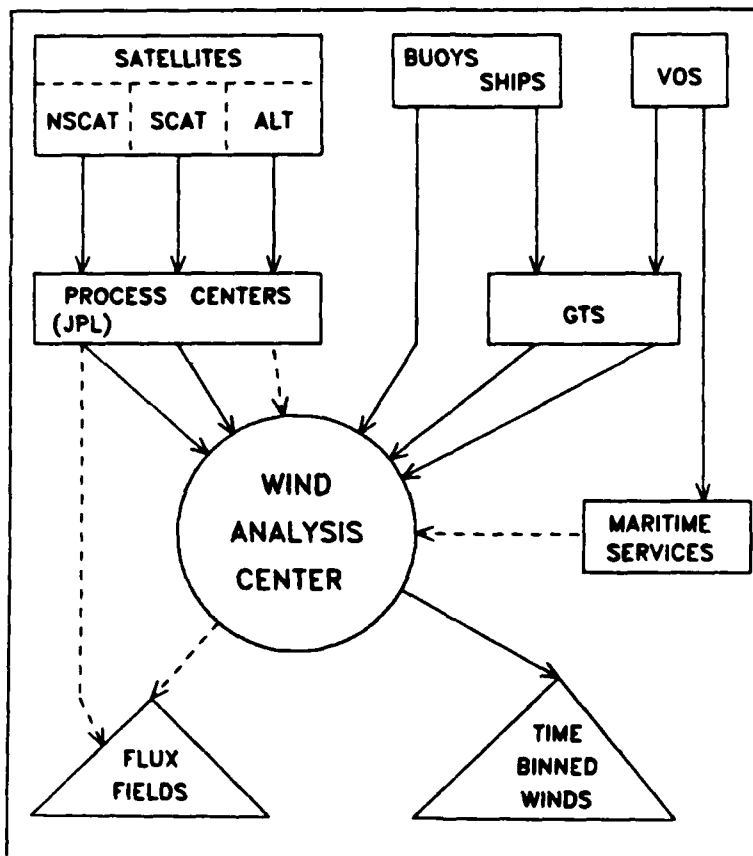 SATELLITES
NSCAT SCAT ALT
BUOYS
SHIPS
VOS
PROCESS CENTERS
(JPL)
GTS
WIND
ANALYSIS
CENTER
MARITIME
SERVICES
FLUX
FIELDS
TIME
BINNED
WINDS